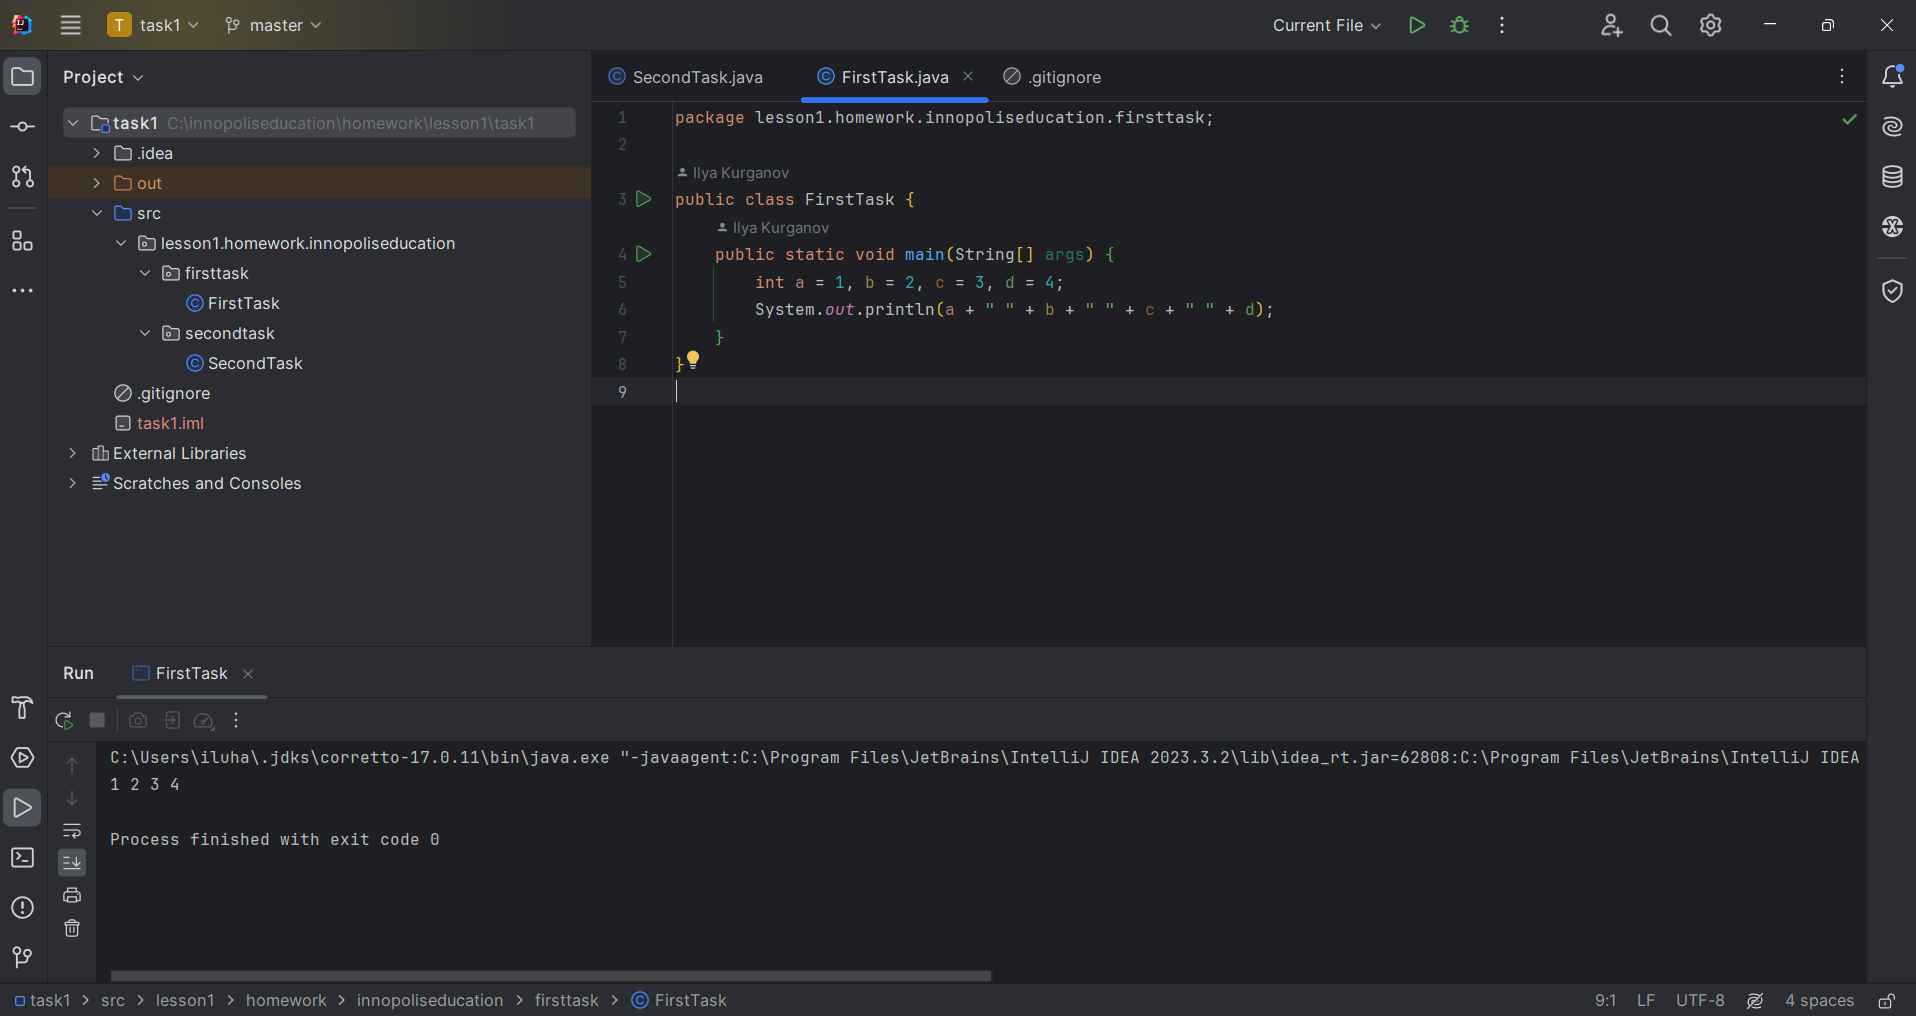 T task1 master Current File
Project
task1 C:\innopoliseducation\homework\lesson1\task1
.idea
out
src
lesson1.homework.innopoliseducation
firsttask
FirstTask
secondtask
SecondTask
.gitignore
task1.iml
External Libraries
Scratches and Consoles
SecondTask.java FirstTask.java .gitignore
1 package lesson1.homework.innopoliseducation.firsttask;
2
Ilya Kurganov
3 public class FirstTask {
Ilya Kurganov
4 public static void main(String[] args) {
5 int a = 1, b = 2, c = 3, d = 4;
6 System.out.println(a + " " + b + " " + c + " " + d);
7 }
8 }
9
Run FirstTask
C:\Users\iluha\.jdks\corretto-17.0.11\bin\java.exe "-javaagent:C:\Program Files\JetBrains\IntelliJ IDEA 2023.3.2\lib\idea_rt.jar=62808:C:\Program Files\JetBrains\IntelliJ IDEA
1 2 3 4
Process finished with exit code 0
task1 > src > lesson1 > homework > innopoliseducation > firsttask > FirstTask 9:1 LF UTF-8 4 spaces